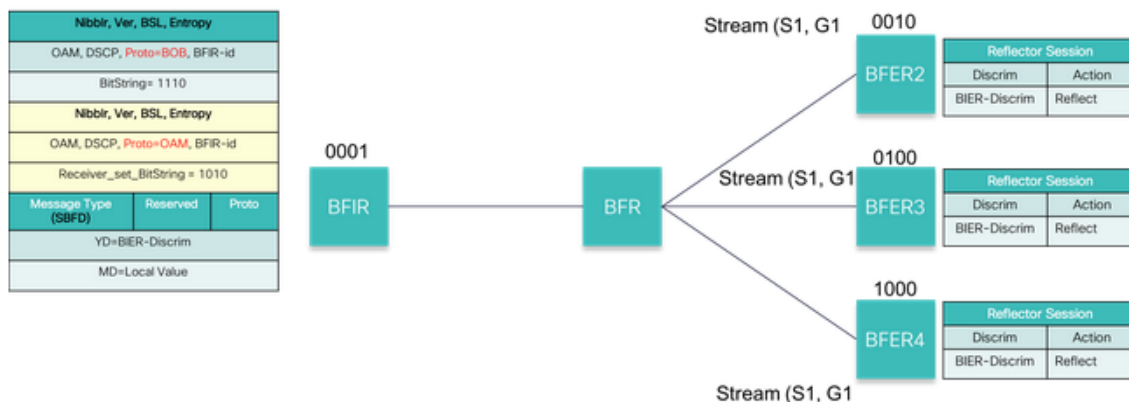 Nibblr, Ver, BSL, Entropy
OAM, DSCP, Proto=BOB, BFIR-id
BitString= 1110
Nibblr, Ver, BSL, Entropy
OAM, DSCP, Proto=OAM, BFIR-id
Receiver_set_BitString = 1010
Message Type (SBFD) Reserved Proto
YD=BIER-Discrim
MD=Local Value
0001
BFIR
BFR
Stream (S1, G1
0010
BFER2
Reflector Session
Discrim Action
BIER-Discrim Reflect
Stream (S1, G1
0100
BFER3
Reflector Session
Discrim Action
BIER-Discrim Reflect
1000
BFER4
Stream (S1, G1
Reflector Session
Discrim Action
BIER-Discrim Reflect